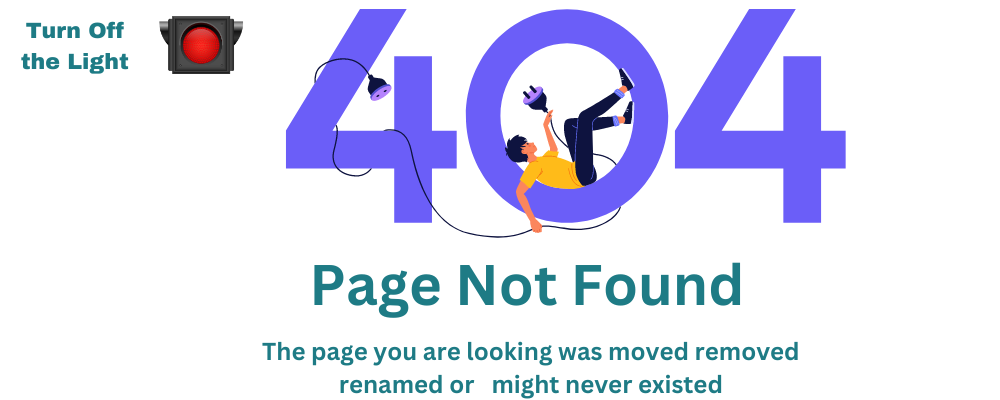 Turn Off
the Light
404
Page Not Found
The page you are looking was moved removed
renamed or might never existed